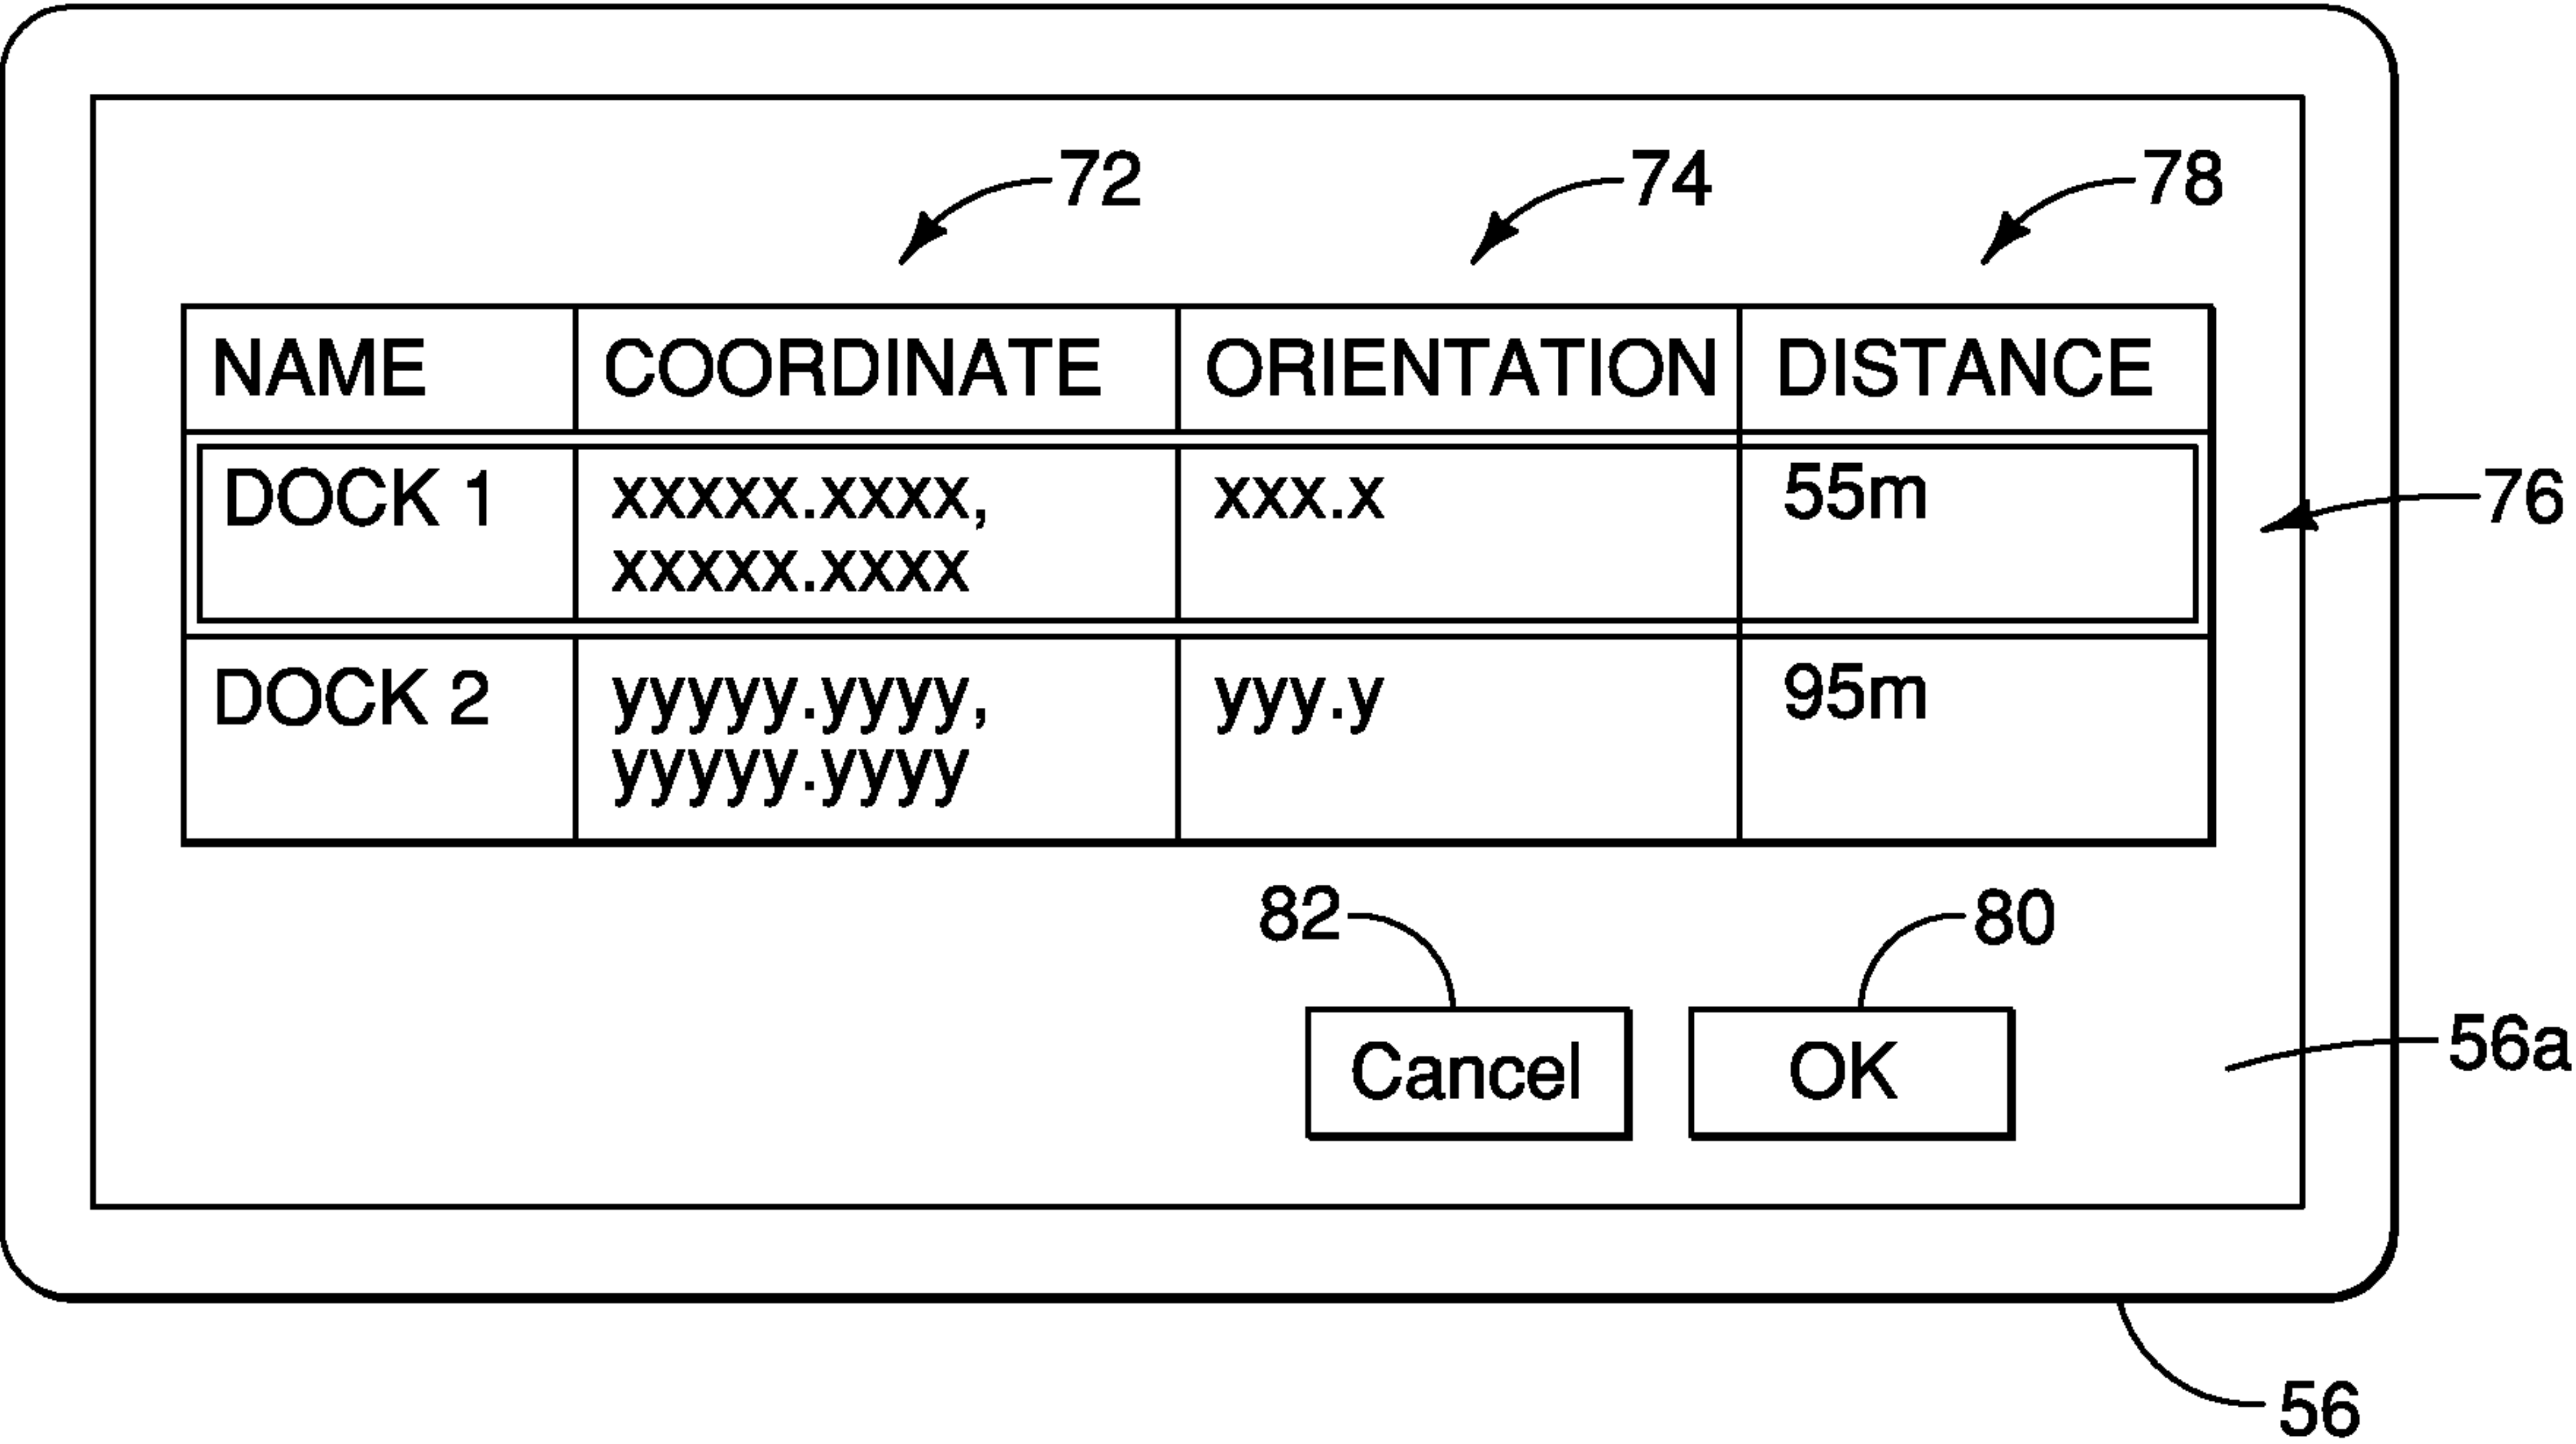 72 74 78
NAME COORDINATE ORIENTATION DISTANCE
DOCK 1 xxxxx.xxxx, xxx.x 55m 76
xxxxx.xxxx
DOCK 2 yyyyy.yyyy, yyy.y 95m
yyyyy.yyyy
82 80
Cancel OK 56a
56